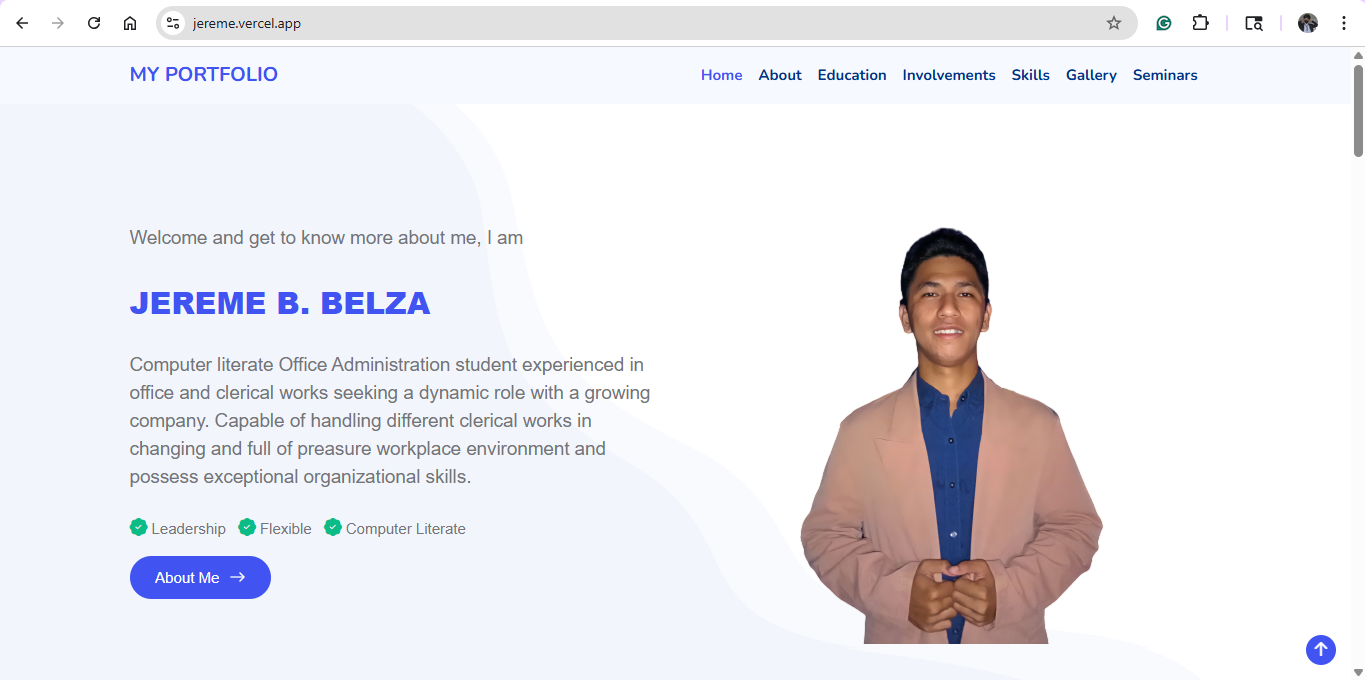 jereme.vercel.app
MY PORTFOLIO
Home About Education Involvements Skills Gallery Seminars
Welcome and get to know more about me, I am
JEREME B. BELZA
Computer literate Office Administration student experienced in
office and clerical works seeking a dynamic role with a growing
company. Capable of handling different clerical works in
changing and full of preasure workplace environment and
possess exceptional organizational skills.
Leadership Flexible Computer Literate
About Me